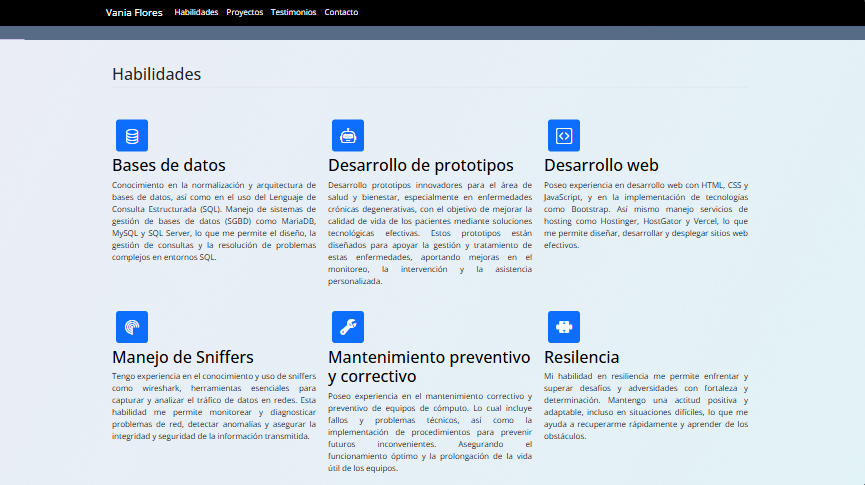 Vania Flores Habilidades Proyectos Testimonios Contacto
Habilidades
Bases de datos
Conocimiento en la normalización y arquitectura de
bases de datos, así como en el uso del Lenguaje de
Consulta Estructurada (SQL). Manejo de sistemas de
gestión de bases de datos (SGBD) como MariaDB,
MySQL y SQL Server, lo que me permite el diseño, la
gestión de consultas y la resolución de problemas
complejos en entornos SQL.
Desarrollo de prototipos
Desarrollo prototipos innovadores para el área de
salud y bienestar, especialmente en enfermedades
crónicas degenerativas, con el objetivo de mejorar la
calidad de vida de los pacientes mediante soluciones
tecnológicas efectivas. Estos prototipos están
diseñados para apoyar la gestión y tratamiento de
estas enfermedades, aportando mejoras en el
monitoreo, la intervención y la asistencia
personalizada.
Desarrollo web
Poseo experiencia en desarrollo web con HTML, CSS y
JavaScript, y en la implementación de tecnologías
como Bootstrap. Así mismo manejo servicios de
hosting como Hostinger, HostGator y Vercel, lo que
me permite diseñar, desarrollar y desplegar sitios web
efectivos.
Manejo de Sniffers
Tengo experiencia en el conocimiento y uso de sniffers
como wireshark, herramientas esenciales para
capturar y analizar el tráfico de datos en redes. Esta
habilidad me permite monitorear y diagnosticar
problemas de red, detectar anomalías y asegurar la
integridad y seguridad de la información transmitida.
Mantenimiento preventivo
y correctivo
Poseo experiencia en el mantenimiento correctivo y
preventivo de equipos de cómputo. Lo cual incluye
fallos y problemas técnicos, así como la
implementación de procedimientos para prevenir
futuros inconvenientes. Asegurando el
funcionamiento óptimo y la prolongación de la vida
útil de los equipos.
Resilencia
Mi habilidad en resiliencia me permite enfrentar y
superar desafíos y adversidades con fortaleza y
determinación. Mantengo una actitud positiva y
adaptable, incluso en situaciones difíciles, lo que me
ayuda a recuperarme rápidamente y aprender de los
obstáculos.